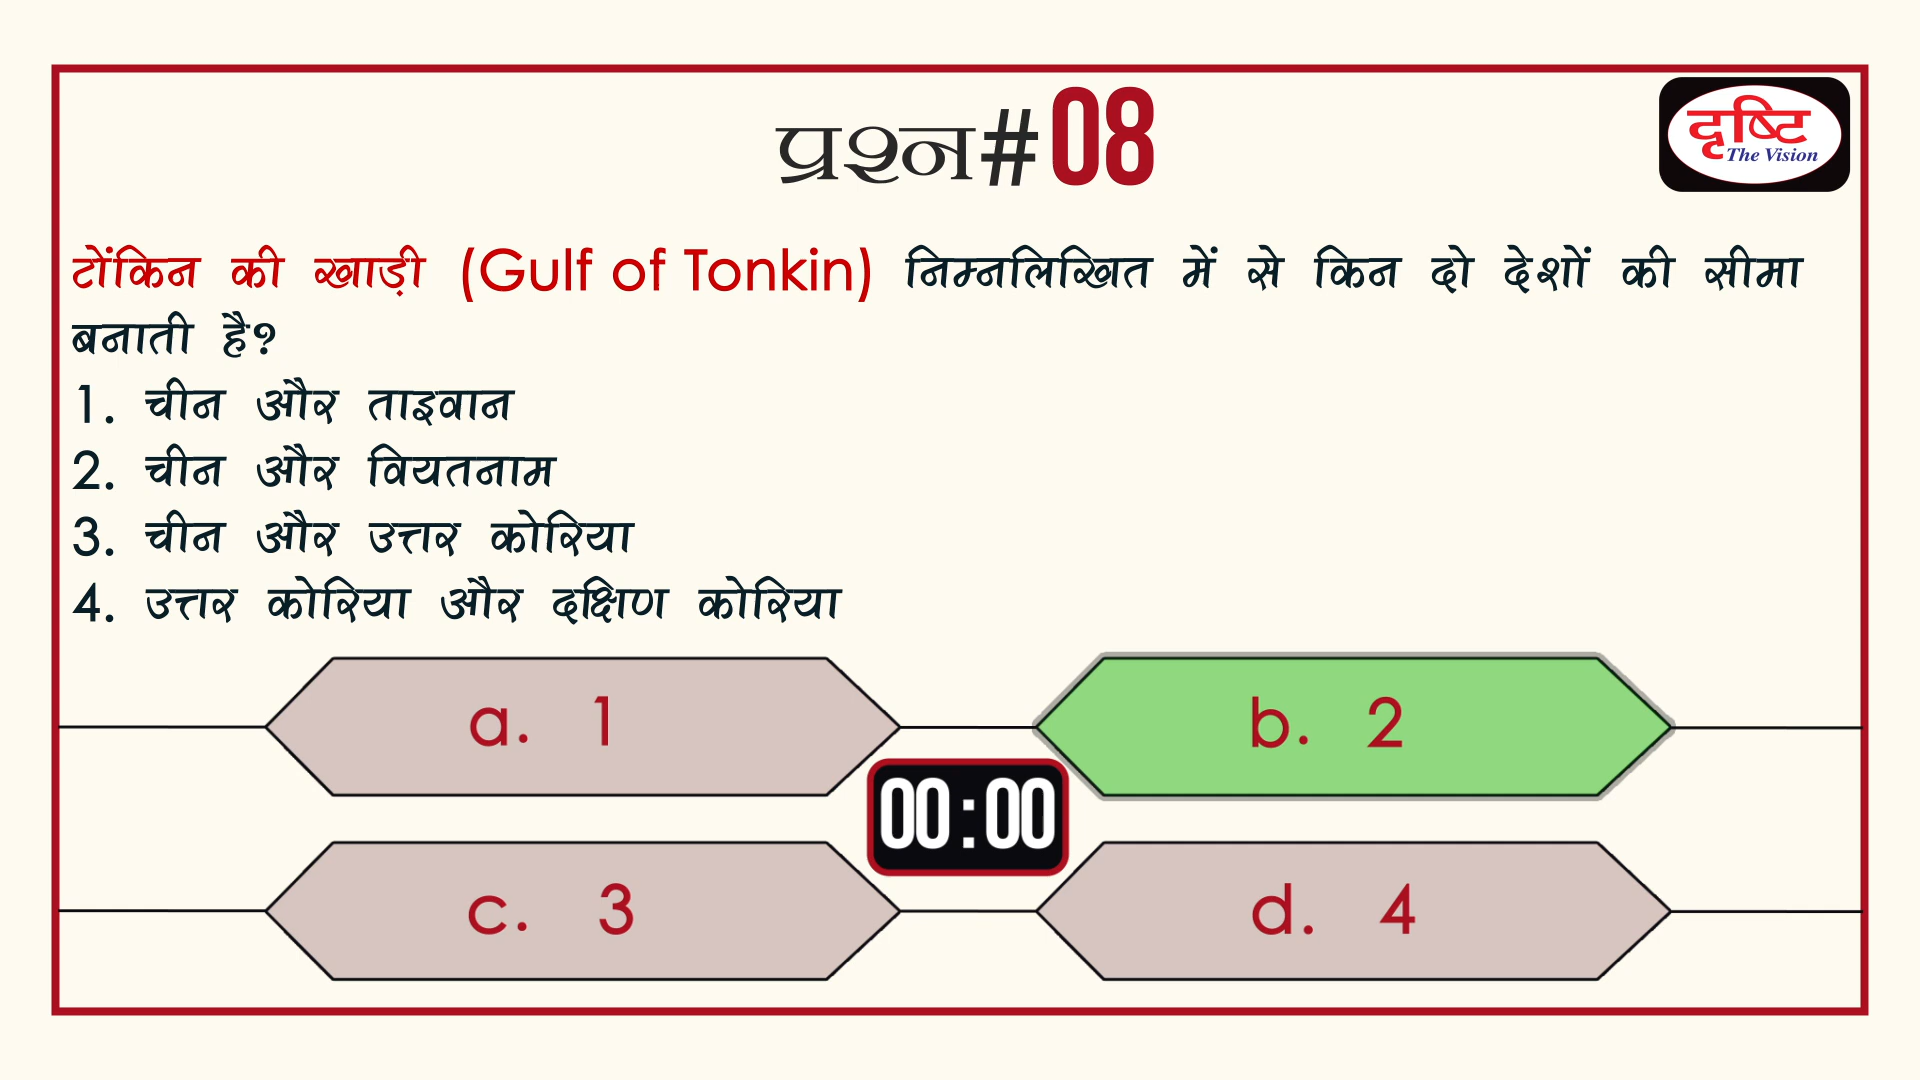 प्रश्न#08
दृष्टि
The Vision
टोंकिन की खाड़ी (Gulf of Tonkin) निम्नलिखित में से किन दो देशों की सीमा
बनाती है?
1. चीन और ताइवान
2. चीन और वियतनाम
3. चीन और उत्तर कोरिया
4. उत्तर कोरिया और दक्षिण कोरिया
a. 1
b. 2
00:00
c. 3
d. 4